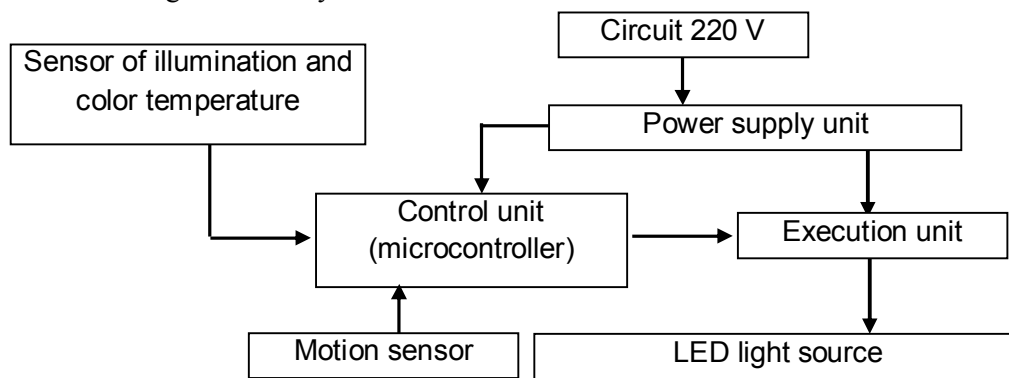 Circuit 220 V
Sensor of illumination and
color temperature
Power supply unit
Control unit
(microcontroller)
Execution unit
Motion sensor
LED light source